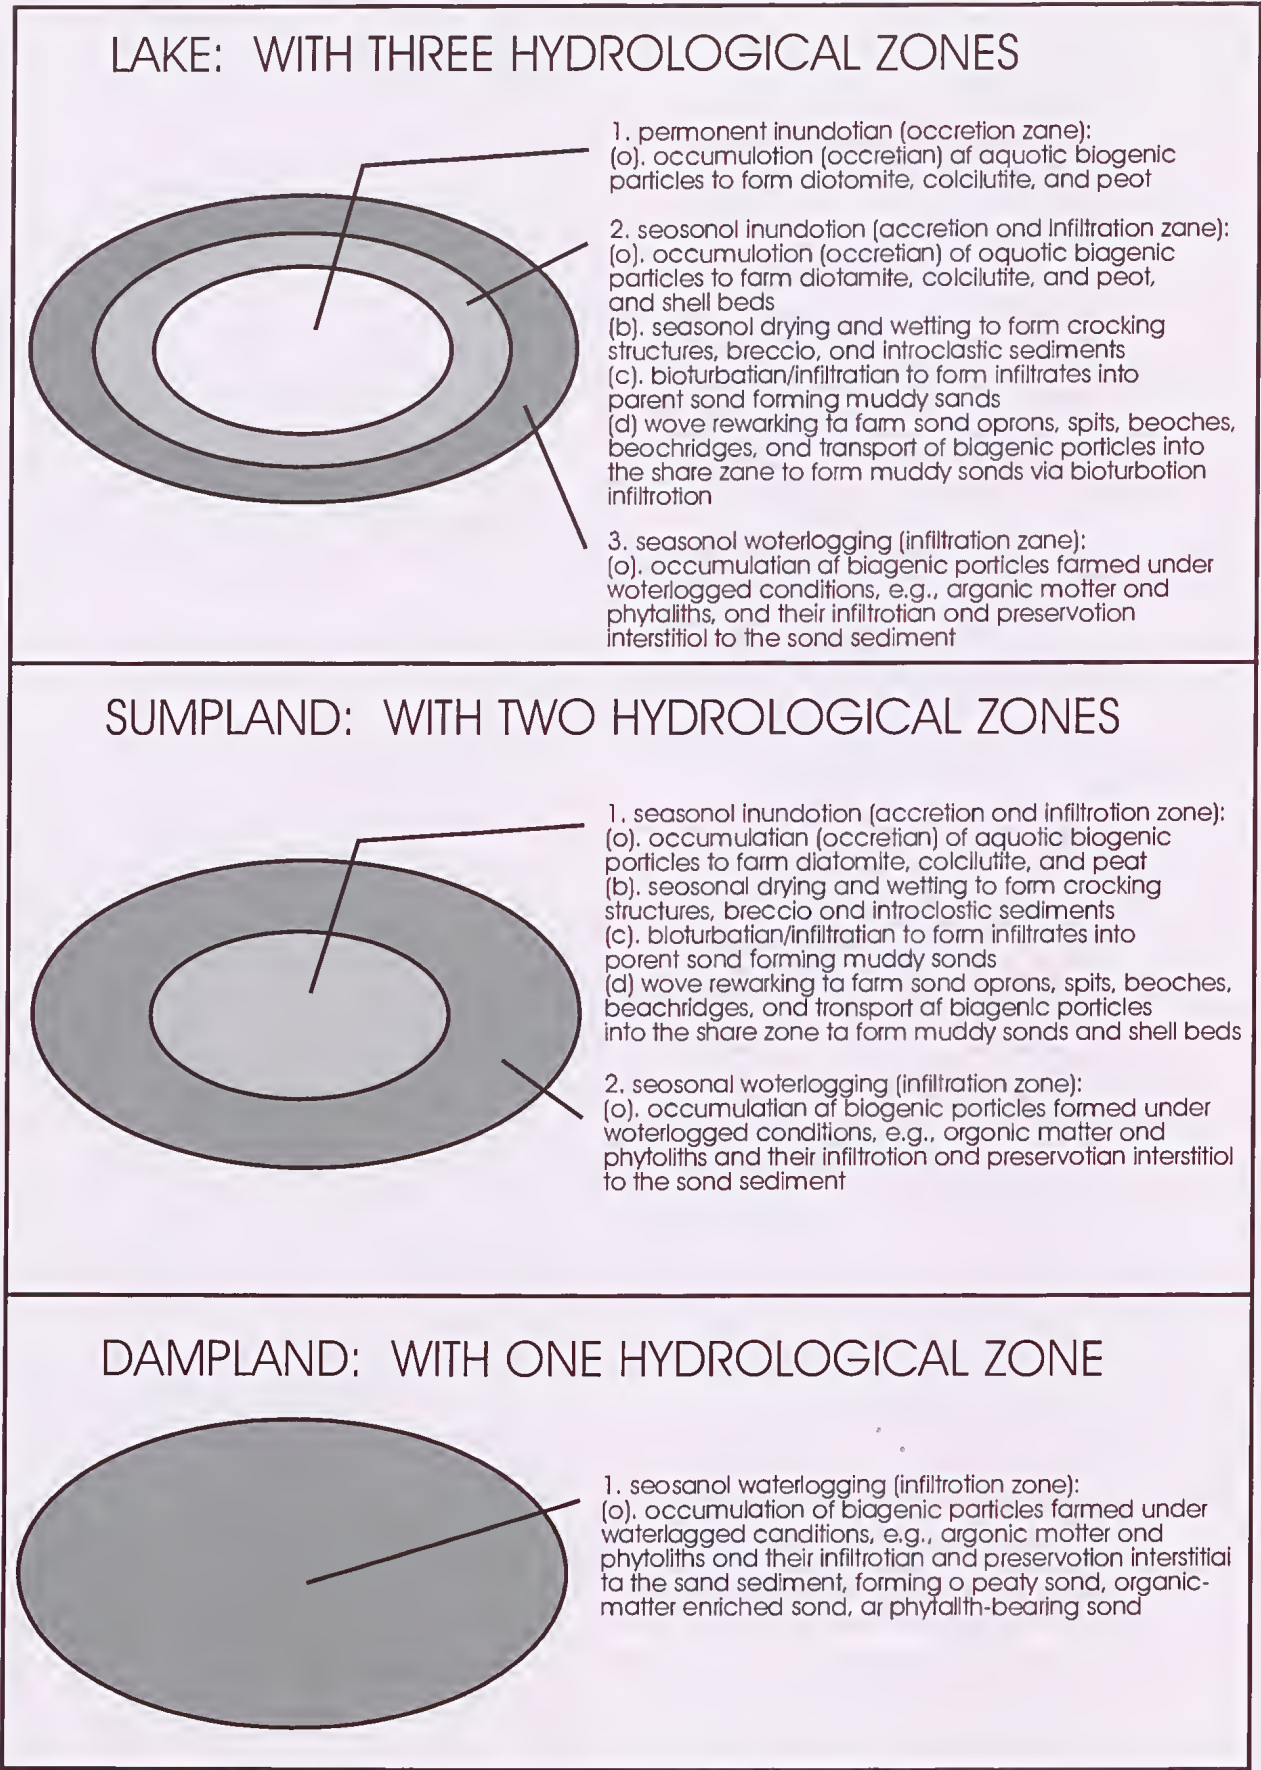 LAKE: WITH THREE HYDROLOGICAL ZONES
1. permonent inundotian (occretion zane):
(o). occumulotion (occretian) af aquotic biogenic
particles to form diotomite, colcilutite, and peot
2. seosonol inundotion (accretion ond Infiltration zane):
(o). occumulotion (occretian) of oquotic biagenic
particles to farm diotamite, colcilutite, and peot,
and shell beds
(b). seasonol drying and wetting to form crocking
structures, breccio, ond introclastic sediments
(c). bioturbatian/infiltratian to form infiltrates into
parent sond forming muddy sands
(d) wove rewarking ta farm sond oprons, spits, beoches,
beochridges, ond transport of blagenic porticles into
the share zane to form muddy sonds via bioturbotion
infiltrotion
3. seasonol woterlogging (infiltration zane):
(o). occumulatian af biagenic porticles farmed under
woterlogged conditions, e.g., arganic motter ond
phytaliths, ond their infiltrotian ond preservotion
interstitiol to the sond sediment
SUMPLAND: WITH TWO HYDROLOGICAL ZONES
1. seasonol inundotion (accretion ond infiltrotion zone):
(o). occumulatian (occretian) of aquotic biogenic
porticles to farm diatomite, colcilutite, and peat
(b). seosonal drying and wetting to form crocking
structures, breccio ond introclostic sediments
(c). bloturbatian/infiltratian to form infiltrates into
porent sond forming muddy sonds
(d) wove rewarking ta farm sond oprons, spits, beoches,
beachridges, ond tronsport af biagenic porticles
into the share zone ta form muddy sonds and shell beds
2. seosonal woterlogging (infiltration zone):
(o). occumulatian af biogenic porticles formed under
woterlogged conditions, e.g., orgonic matter ond
phytoliths and their infiltrotion ond preservotian interstitiol
to the sond sediment
DAMPLAND: WITH ONE HYDROLOGICAL ZONE
1. seosanol waterlogging (infiltrotion zone):
(o). occumulation of biagenic particles farmed under
waterlagged canditions, e.g., argonic motter ond
phytoliths ond their infiltrotian and preservotion interstitial
ta the sand sediment, forming o peaty sond, organic-
matter enriched sond, ar phytallth-bearing sond